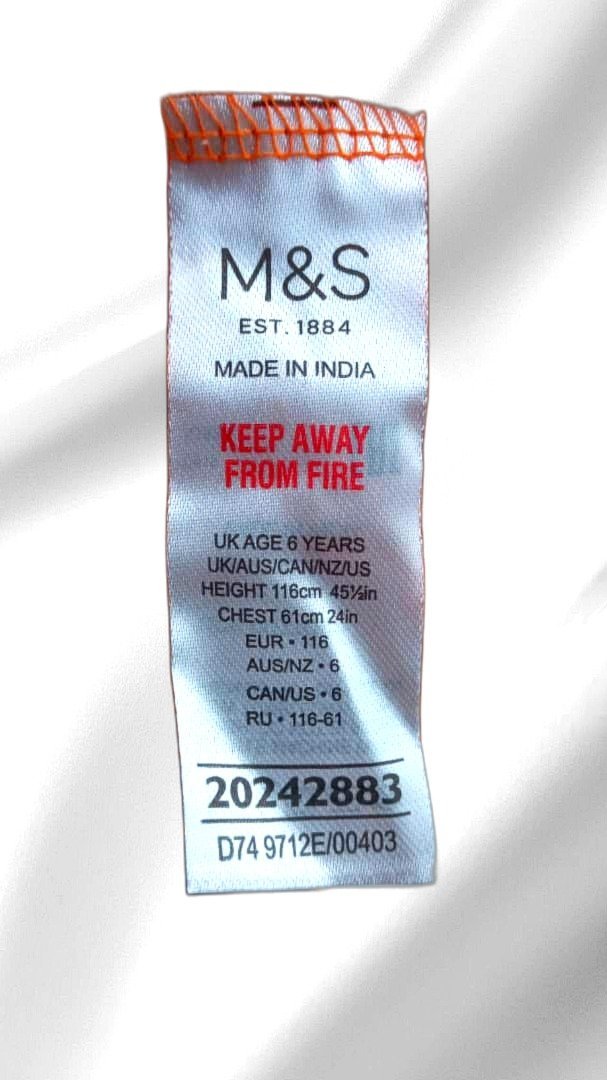 M&S
EST. 1884
MADE IN INDIA
KEEP AWAY
FROM FIRE
UK AGE 6 YEARS
UK/AUS/CAN/NZ/US
HEIGHT 116cm 45½in
CHEST 61cm 24in
EUR • 116
AUS/NZ • 6
CAN/US • 6
RU • 116-61
20242883
D74 9712E/00403